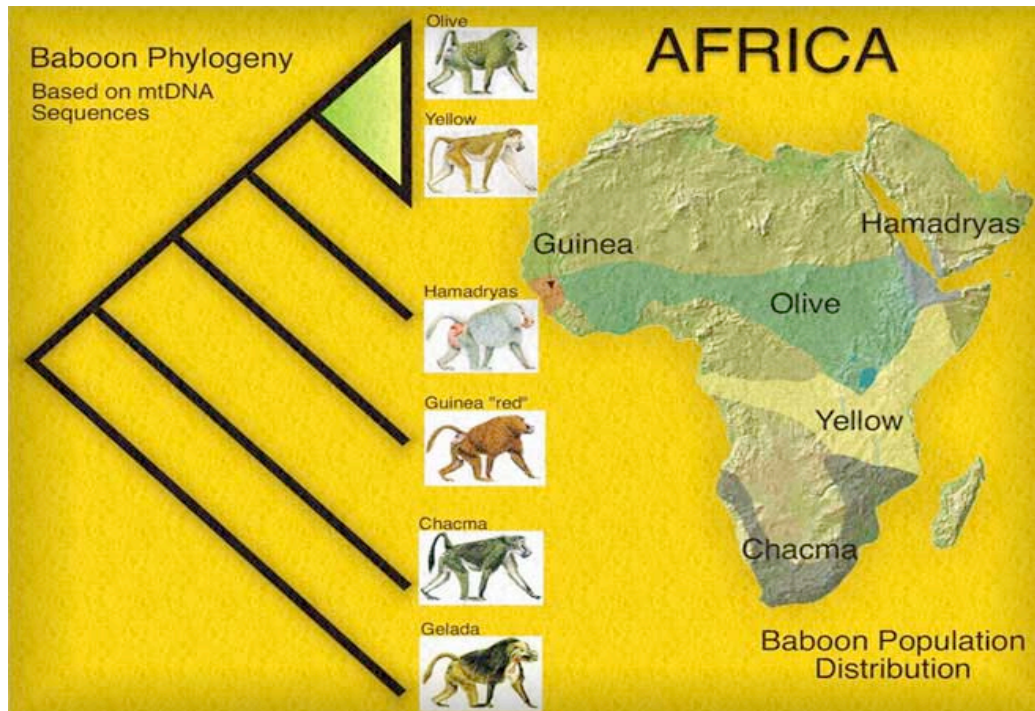 Baboon Phylogeny
Based on mtDNA
Sequences
Olive
Yellow
Hamadryas
Guinea "red"
Chacma
Gelada
AFRICA
Guinea
Hamadryas
Olive
Yellow
Chacma
Baboon Population
Distribution